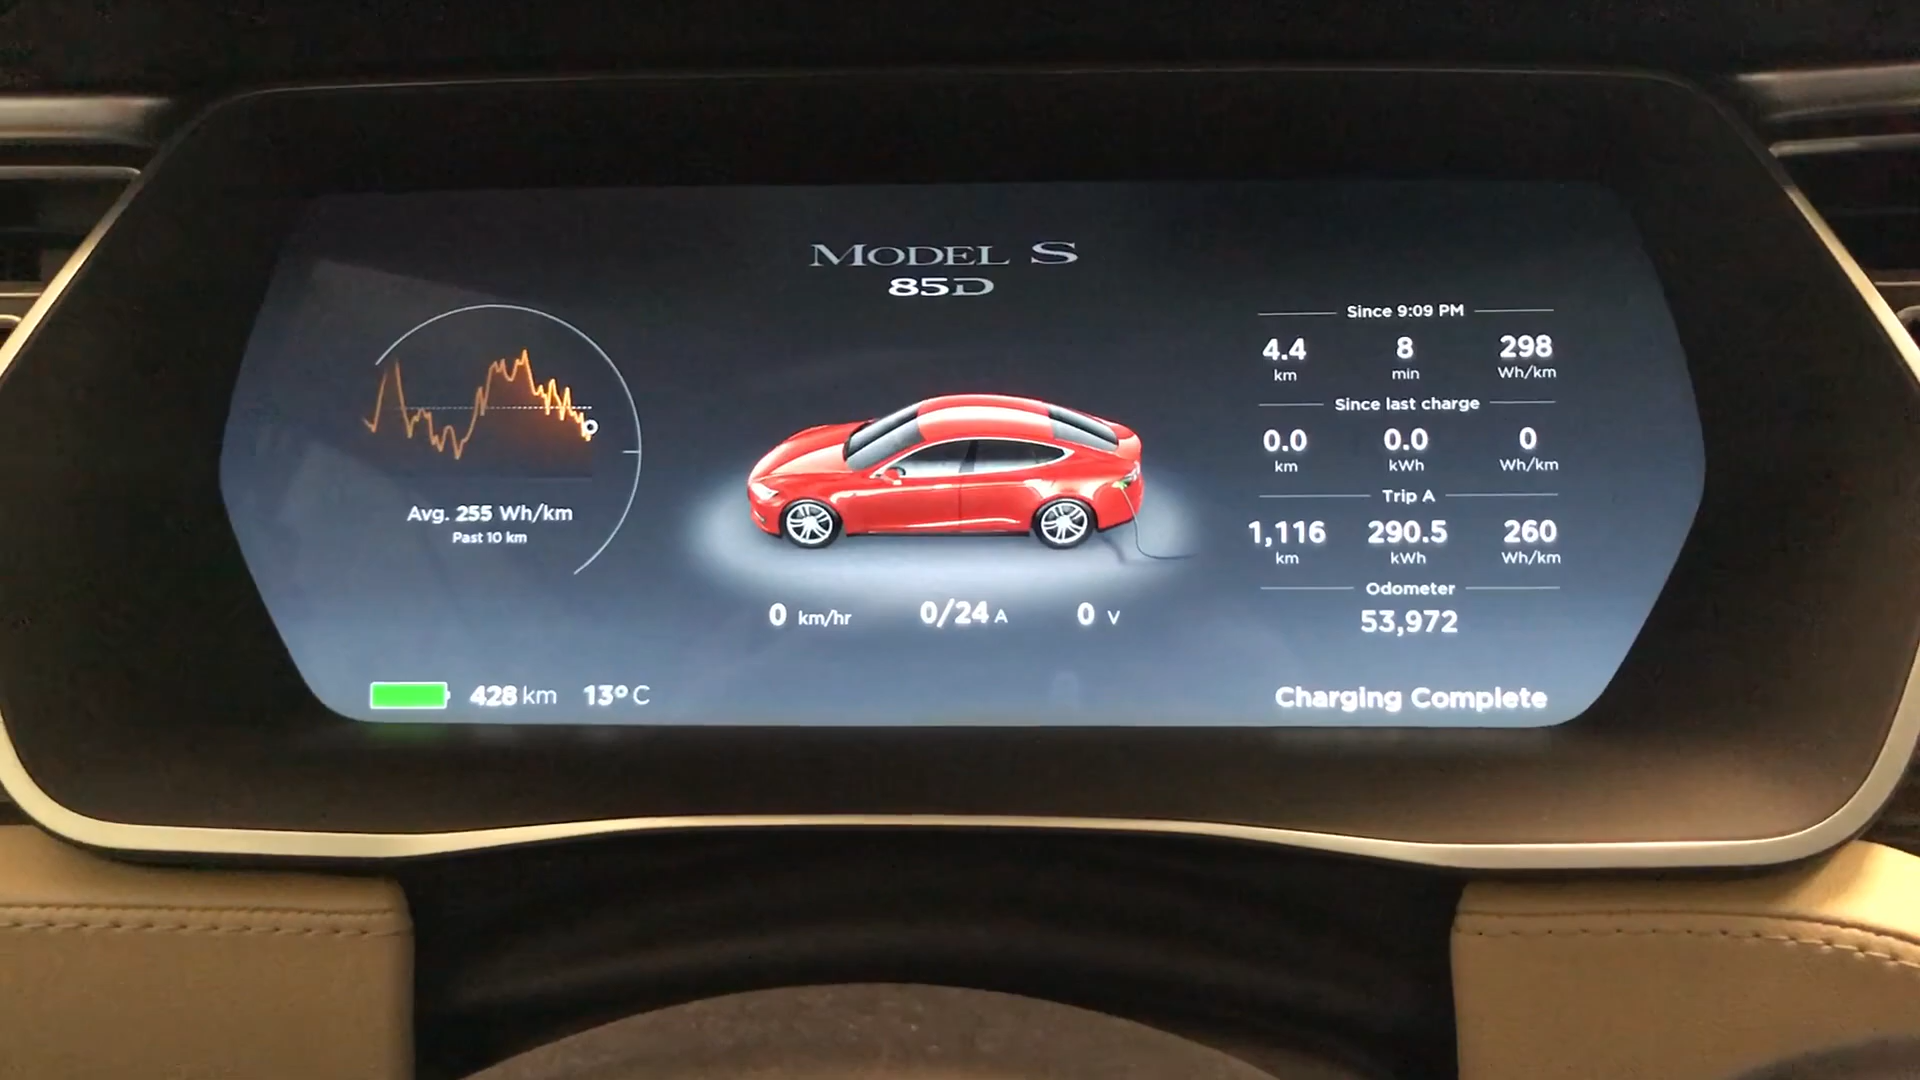 MODEL S
85D
Avg. 255 Wh/km
Past 10 km
0 km/hr 0/24 A 0 V
428 km 13° C
Since 9:09 PM
4.4 8 298
km min Wh/km
Since last charge
0.0 0.0 0
km kWh Wh/km
Trip A
1,116 290.5 260
km kWh Wh/km
Odometer
53,972
Charging Complete